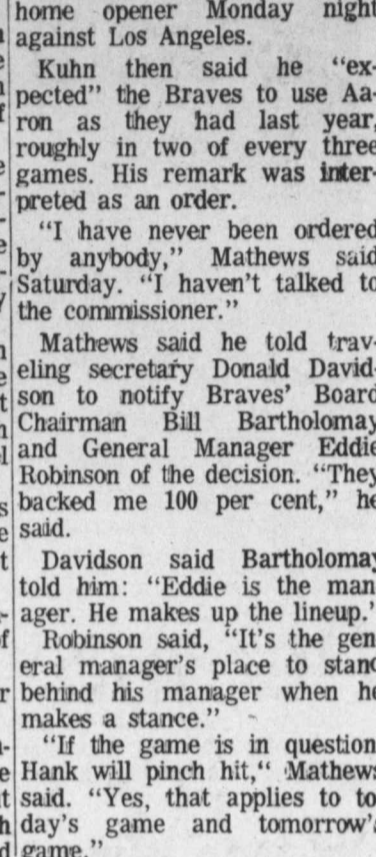 home opener Monday night
against Los Angeles.
Kuhn then said he "ex-
pected" the Braves to use Aa-
ron as they had last year,
roughly in two of every three
games. His remark was inter-
preted as an order.
"I have never been ordered
by anybody," Mathews said
Saturday. "I haven't talked to
the commissioner."
Mathews said he told trav-
eling secretary Donald David-
son to notify Braves' Board
Chairman Bill Bartholomay
and General Manager Eddie
Robinson of the decision. "They
backed me 100 per cent," he
said.
Davidson said Bartholomay
told him: "Eddie is the man
ager. He makes up the lineup.'
Robinson said, "It's the gen
eral manager's place to stand
behind his manager when he
makes a stance."
"If the game is in question
Hank will pinch hit," Mathews
said. "Yes, that applies to to
day's game and tomorrow's
game."